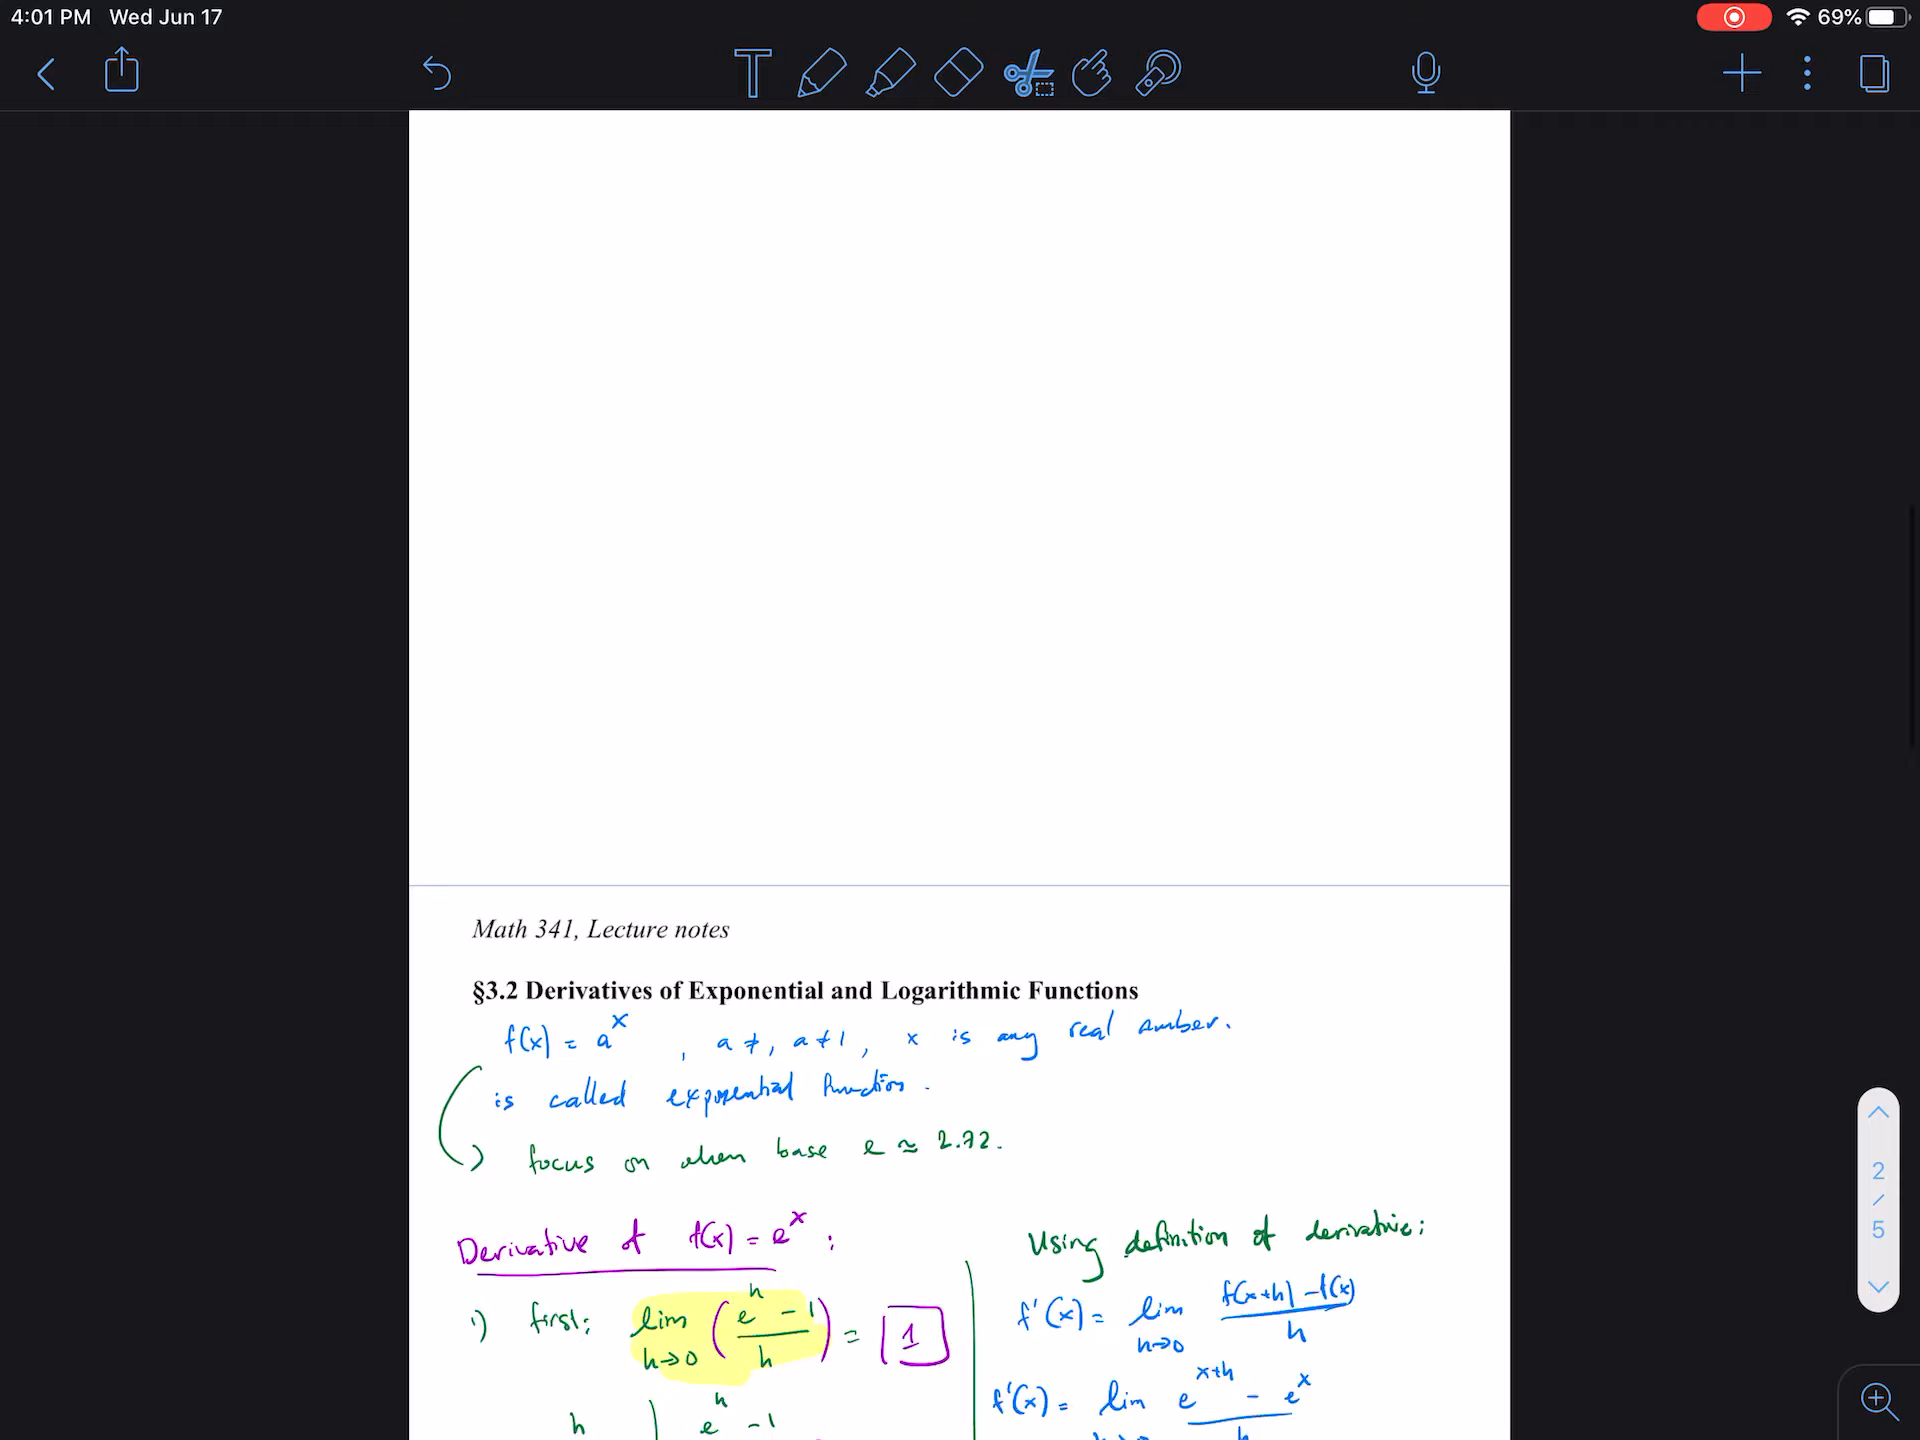 4:01 PM Wed Jun 17
69%
Math 341, Lecture notes
§3.2 Derivatives of Exponential and Logarithmic Functions
f(x) = a^x , a ≠, a ≠ 1, x is any real number.
is called exponential function.
focus on when base e ≈ 2.72.
Derivative of f(x) = e^x :
1) first: lim h→0 ( (e^h - 1) / h ) = 1
h | e^h - 1
Using definition of derivative:
f'(x) = lim h→0 (f(x+h) - f(x)) / h
f'(x) = lim (e^x+h - e^x) / h
2
/
5